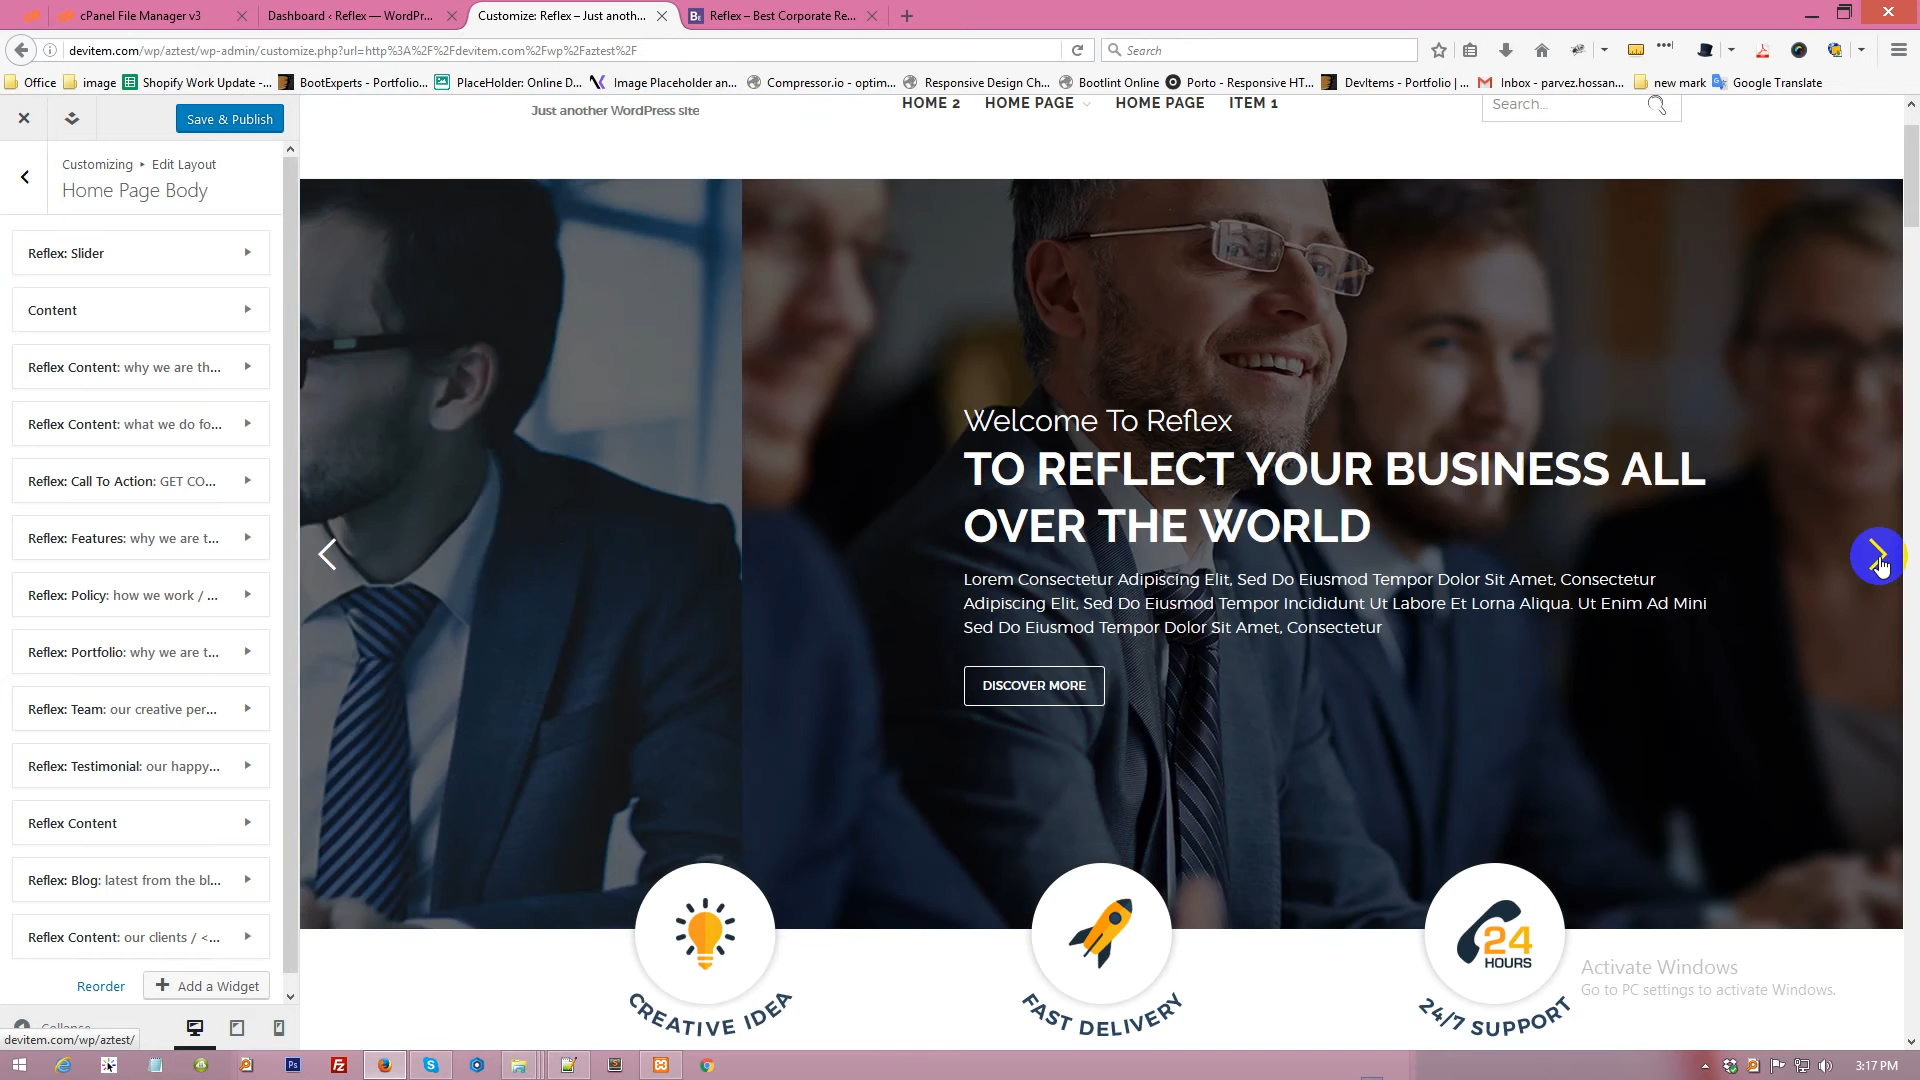 cPanel File Manager v3
Dashboard ‹ Reflex — WordPr...
Customize: Reflex – Just anoth...
Reflex – Best Corporate Re...
devitem.com/wp/aztest/wp-admin/customize.php?url=http%3A%2F%2Fdevitem.com%2Fwp%2Faztest%2F
Search
Office
image
Shopify Work Update -...
BootExperts - Portfolio...
PlaceHolder: Online D...
Image Placeholder an...
Compressor.io - optim...
Responsive Design Ch...
Bootlint Online
Porto - Responsive HT...
DevItems - Portfolio |...
Inbox - parvez.hossan...
new mark
Google Translate
Save & Publish
Customizing ▸ Edit Layout
Home Page Body
Reflex: Slider
Content
Reflex Content: why we are th...
Reflex Content: what we do fo...
Reflex: Call To Action: GET CO...
Reflex: Features: why we are t...
Reflex: Policy: how we work / ...
Reflex: Portfolio: why we are t...
Reflex: Team: our creative per...
Reflex: Testimonial: our happy...
Reflex Content
Reflex: Blog: latest from the bl...
Reflex Content: our clients / <...
Reorder
Add a Widget
Collapse
devitem.com/wp/aztest/
Just another WordPress site
HOME 2
HOME PAGE
HOME PAGE
ITEM 1
Search...
Welcome To Reflex
TO REFLECT YOUR BUSINESS ALL
OVER THE WORLD
Lorem Consectetur Adipiscing Elit, Sed Do Eiusmod Tempor Dolor Sit Amet, Consectetur
Adipiscing Elit, Sed Do Eiusmod Tempor Incididunt Ut Labore Et Lorna Aliqua. Ut Enim Ad Mini
Sed Do Eiusmod Tempor Dolor Sit Amet, Consectetur
DISCOVER MORE
24
HOURS
CREATIVE IDEA
FAST DELIVERY
24/7 SUPPORT
Activate Windows
Go to PC settings to activate Windows.
3:17 PM